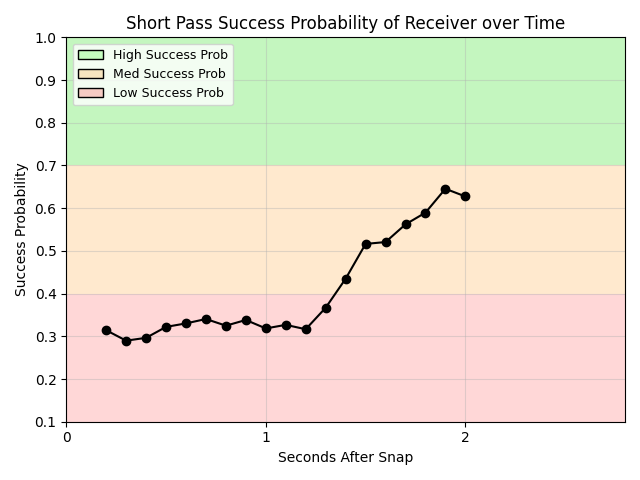 Short Pass Success Probability of Receiver over Time
1.0
High Success Prob
Med Success Prob
Low Success Prob
0.9
0.8
0.7
0.6
0.5
0.4
0.3
0.2
0.1
Success Probability
0
1
2
Seconds After Snap